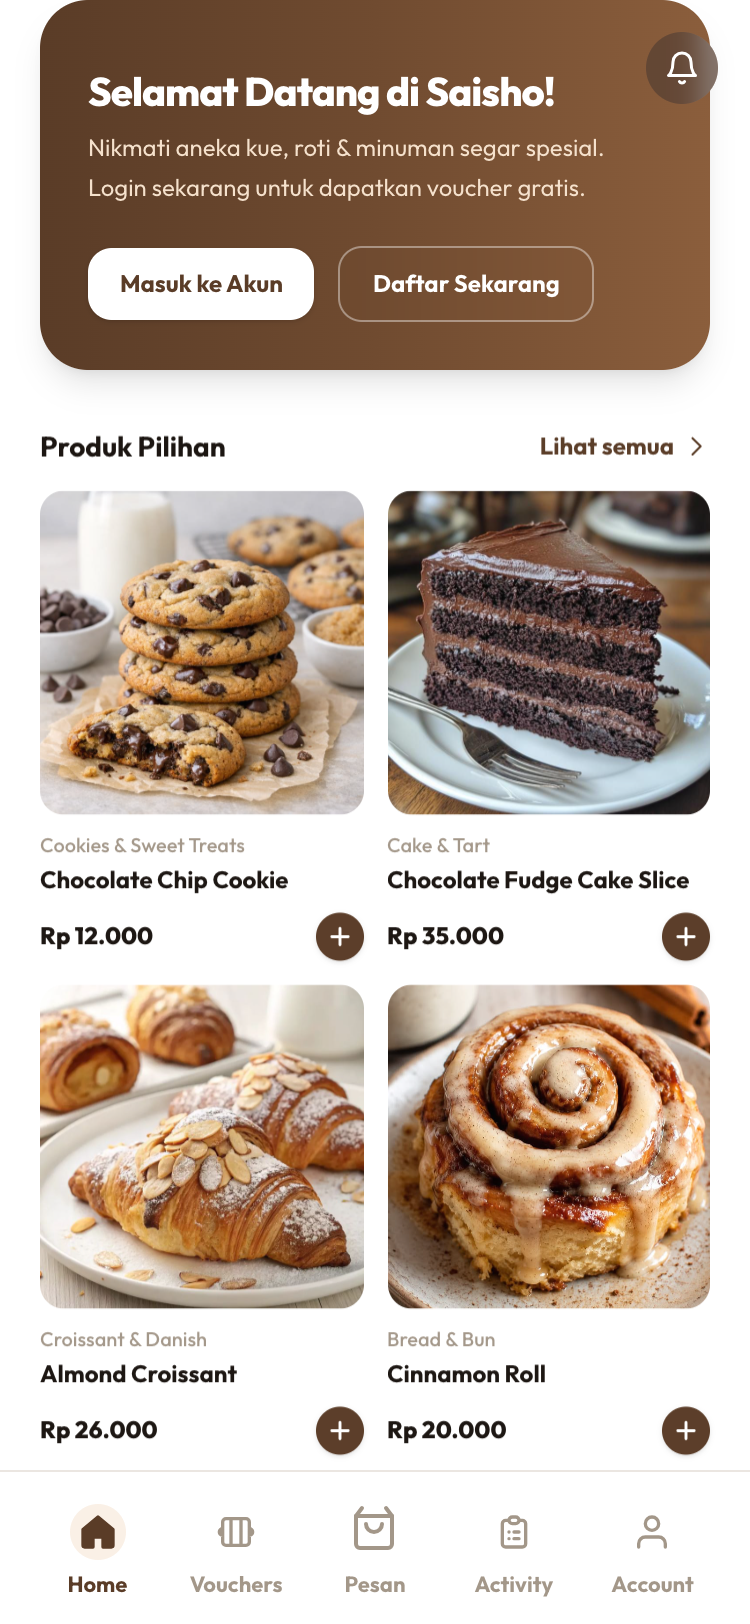 Selamat Datang di Saisho!
Nikmati aneka kue, roti & minuman segar spesial.
Login sekarang untuk dapatkan voucher gratis.
Masuk ke Akun
Daftar Sekarang
Produk Pilihan
Lihat semua
Cookies & Sweet Treats
Chocolate Chip Cookie
Rp 12.000
Cake & Tart
Chocolate Fudge Cake Slice
Rp 35.000
Croissant & Danish
Almond Croissant
Rp 26.000
Bread & Bun
Cinnamon Roll
Rp 20.000
Home
Vouchers
Pesan
Activity
Account